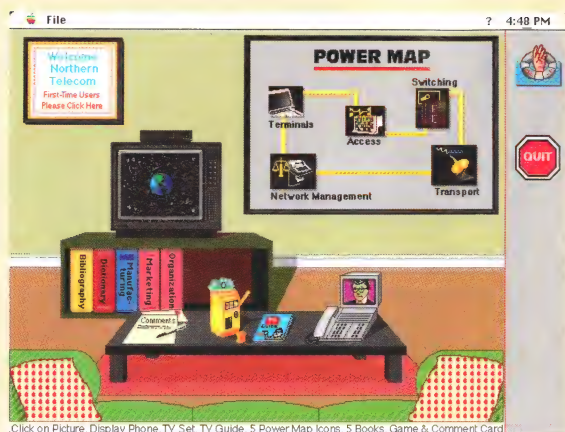 File ? 4:48 PM
Welcome
Northern
Telecom
First-Time Users
Please Click Here
POWER MAP
Switching
Terminals
Access
Network Management
Transport
QUIT
Bibliography
Dictionary
Manufac-
turing
Marketing
Organization
Comments
GUIDE
Click on Picture, Display Phone, TV Set, TV Guide, 5 Power Map Icons, 5 Books, Game & Comment Card